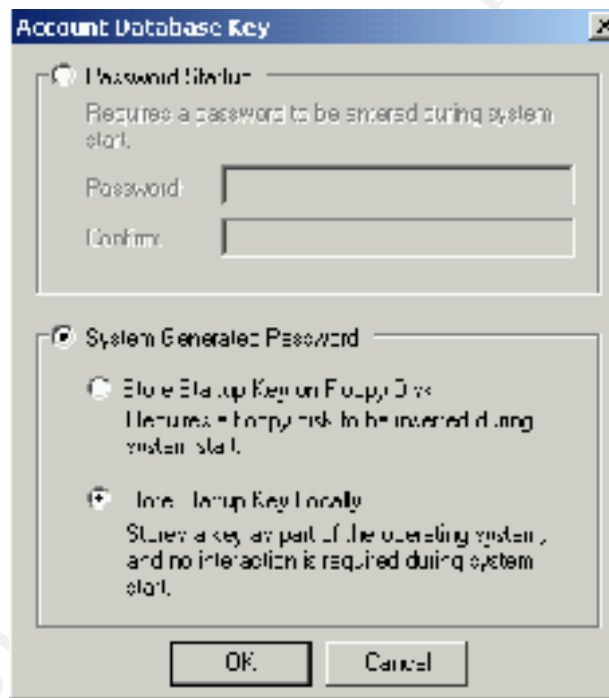 Account Database Key
Password Startup
Requires a password to be entered during system
start.
Password:
Confirm:
System Generated Password
Store Startup Key on Floppy Disk
Requires a floppy disk to be inserted during
system start.
Store Startup Key Locally
Stores a key as part of the operating system,
and no interaction is required during system
start.
OK
Cancel